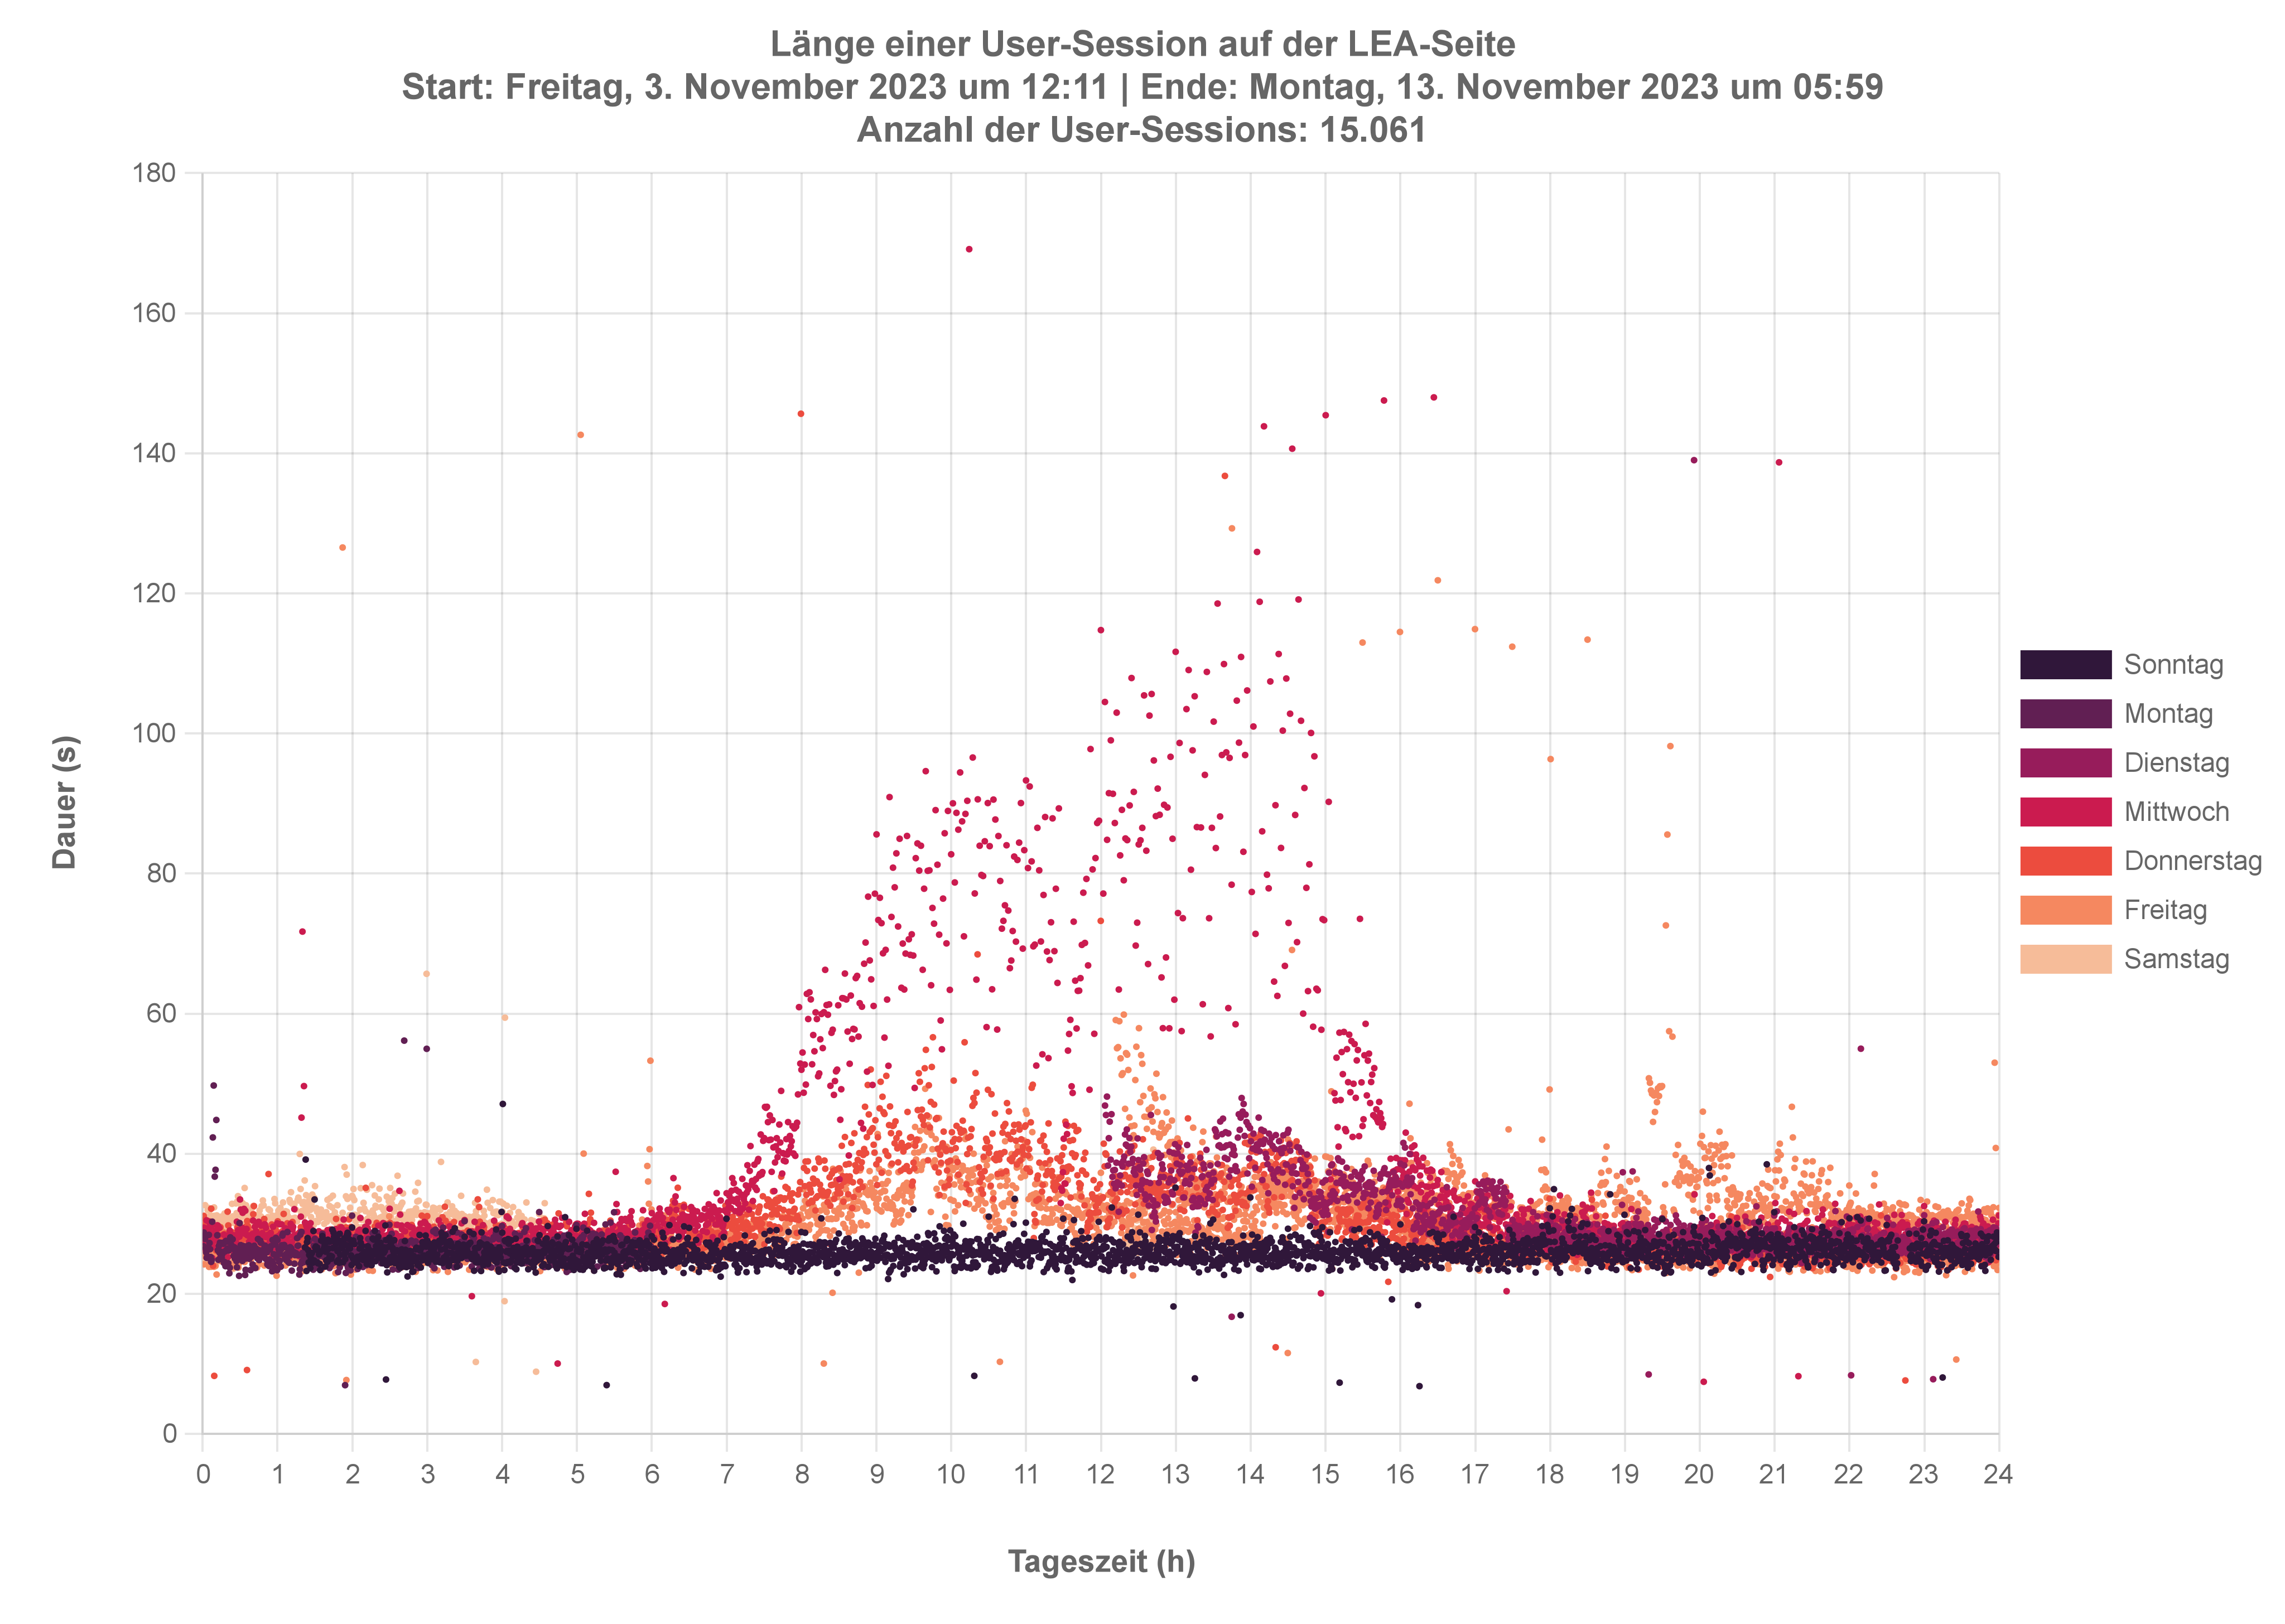 Länge einer User-Session auf der LEA-Seite
Start: Freitag, 3. November 2023 um 12:11 | Ende: Montag, 13. November 2023 um 05:59
Anzahl der User-Sessions: 15.061
180
160
140
120
100
80
60
40
20
0
Dauer (s)
0 1 2 3 4 5 6 7 8 9 10 11 12 13 14 15 16 17 18 19 20 21 22 23 24
Tageszeit (h)
Sonntag
Montag
Dienstag
Mittwoch
Donnerstag
Freitag
Samstag